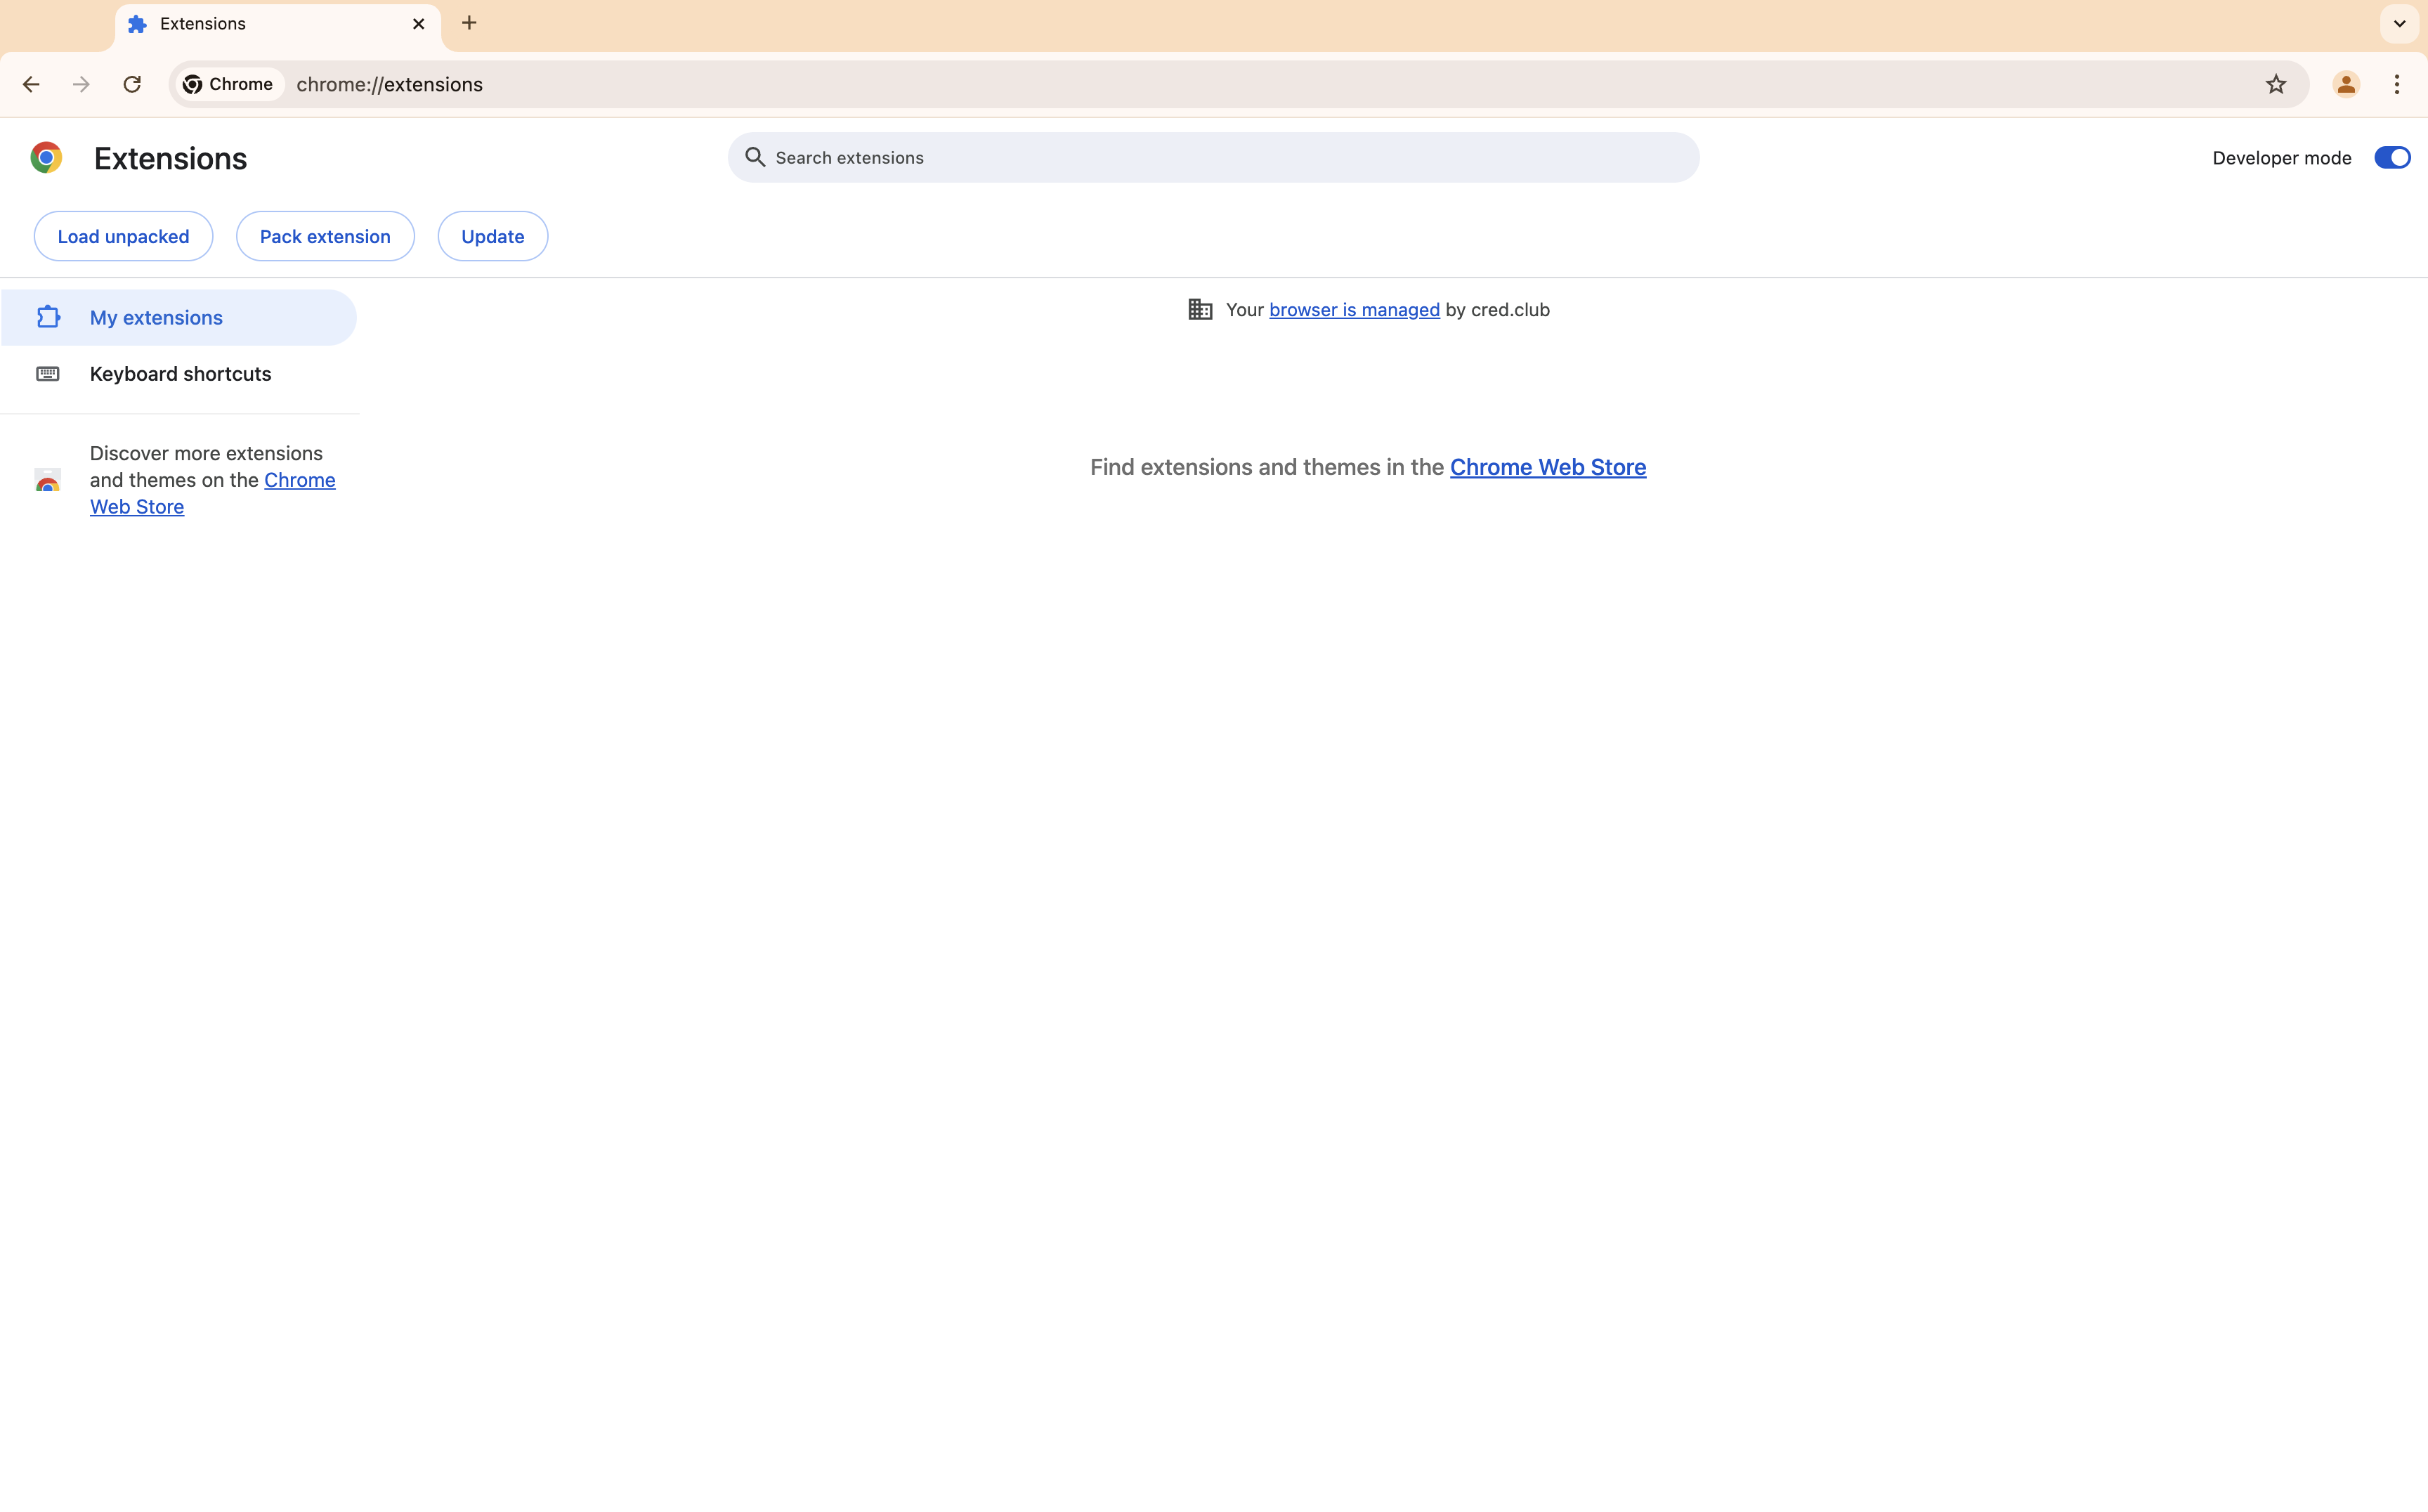 Extensions
Chrome
chrome://extensions
Extensions
Search extensions
Developer mode
Load unpacked
Pack extension
Update
My extensions
Keyboard shortcuts
Discover more extensions
and themes on the Chrome
Web Store
Your browser is managed by cred.club
Find extensions and themes in the Chrome Web Store